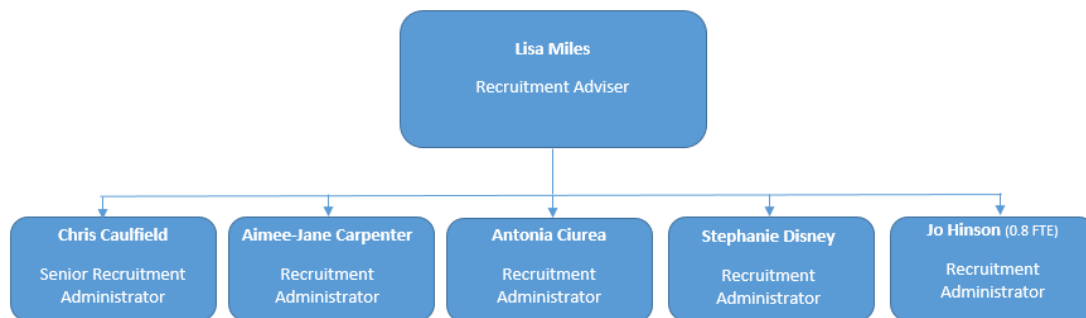 Lisa Miles
Recruitment Adviser
Chris Caulfield
Senior Recruitment
Administrator
Aimee-Jane Carpenter
Recruitment
Administrator
Antonia Ciurea
Recruitment
Administrator
Stephanie Disney
Recruitment
Administrator
Jo Hinson (0.8 FTE)
Recruitment
Administrator